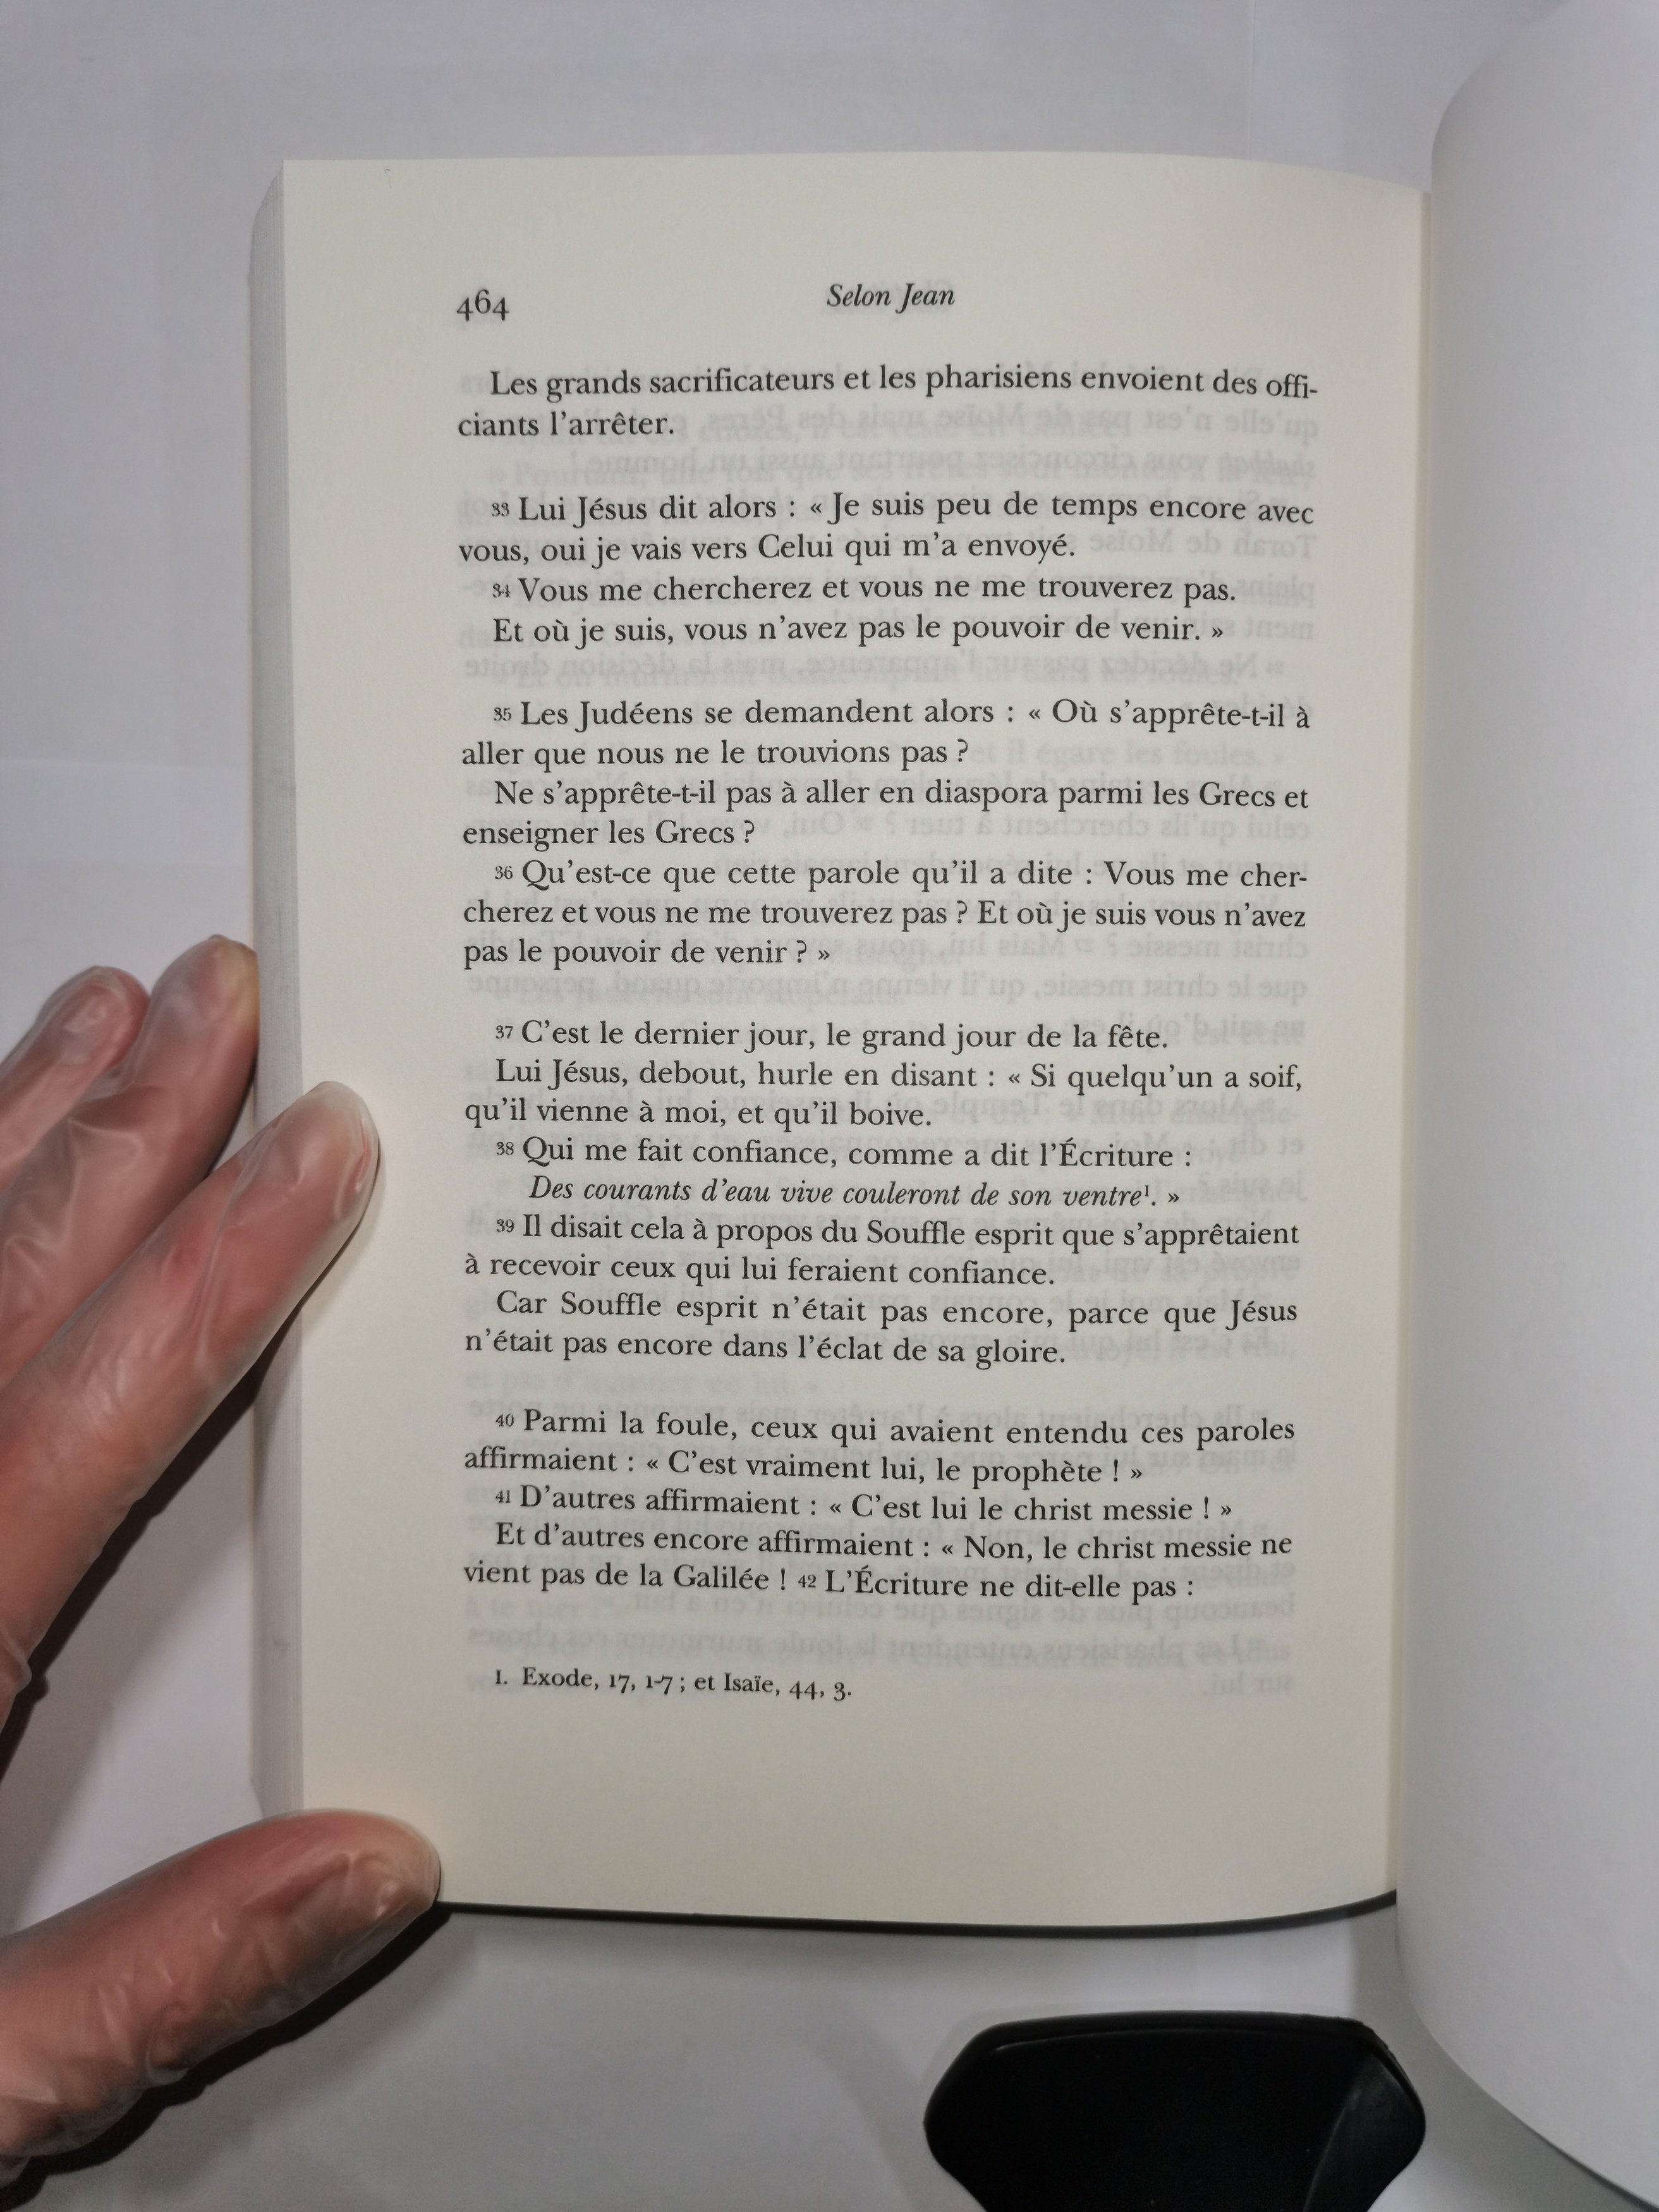 464
Selon Jean
Les grands sacrificateurs et les pharisiens envoient des offi-
ciants l'arrêter.
33 Lui Jésus dit alors : « Je suis peu de temps encore avec
vous, oui je vais vers Celui qui m'a envoyé.
34 Vous me chercherez et vous ne me trouverez pas.
Et où je suis, vous n'avez pas le pouvoir de venir. »
35 Les Judéens se demandent alors : « Où s'apprête-t-il à
aller que nous ne le trouvions pas ?
Ne s'apprête-t-il pas à aller en diaspora parmi les Grecs et
enseigner les Grecs ?
36 Qu'est-ce que cette parole qu'il a dite : Vous me cher-
cherez et vous ne me trouverez pas ? Et où je suis vous n'avez
pas le pouvoir de venir ? »
37 C'est le dernier jour, le grand jour de la fête.
Lui Jésus, debout, hurle en disant : « Si quelqu'un a soif,
qu'il vienne à moi, et qu'il boive.
38 Qui me fait confiance, comme a dit l'Écriture :
Des courants d'eau vive couleront de son ventre¹. »
39 Il disait cela à propos du Souffle esprit que s'apprêtaient
à recevoir ceux qui lui feraient confiance.
Car Souffle esprit n'était pas encore, parce que Jésus
n'était pas encore dans l'éclat de sa gloire.
40 Parmi la foule, ceux qui avaient entendu ces paroles
affirmaient : « C'est vraiment lui, le prophète ! »
41 D'autres affirmaient : « C'est lui le christ messie ! »
Et d'autres encore affirmaient : « Non, le christ messie ne
vient pas de la Galilée ! 42 L'Écriture ne dit-elle pas :
1. Exode, 17, 1-7 ; et Isaïe, 44, 3.